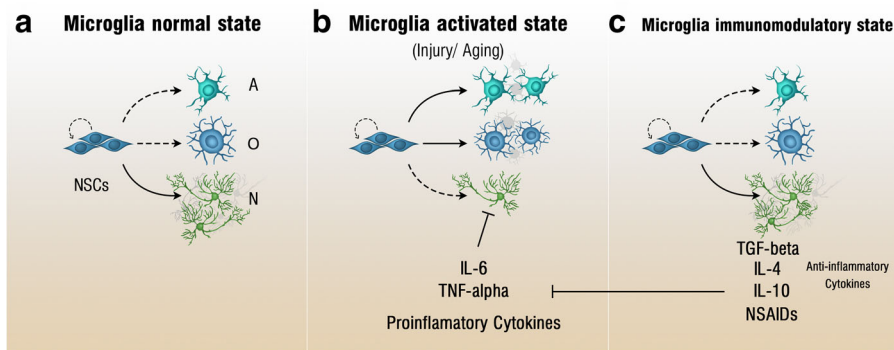 a Microglia normal state
A
O
NSCs
N
b Microglia activated state
(Injury/ Aging)
IL-6
TNF-alpha
Proinflamatory Cytokines
c Microglia immunomodulatory state
TGF-beta
IL-4
IL-10
NSAIDs
Anti-inflammatory
Cytokines